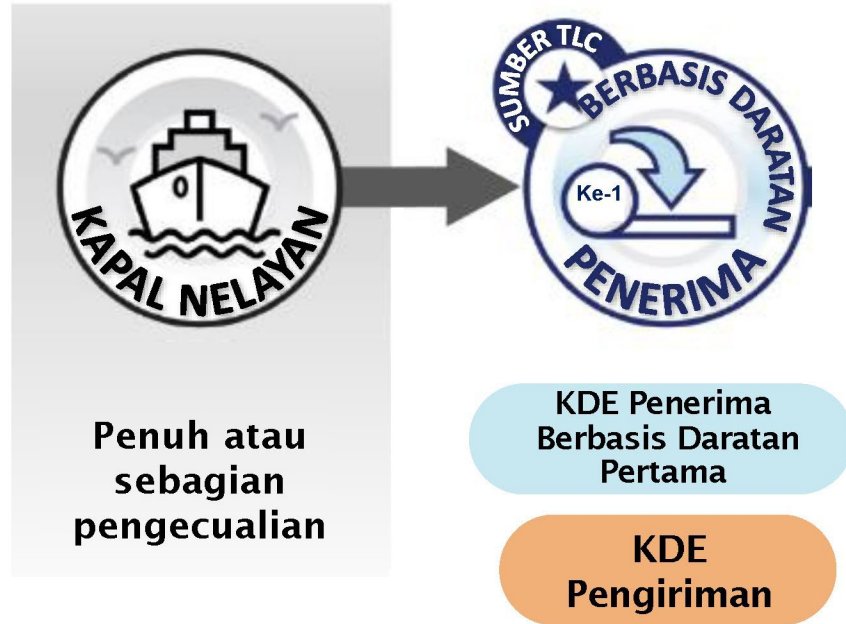 KAPAL NELAYAN
Penuh atau
sebagian
pengecualian
SUMBER TLC
BERBASIS DARATAN
Ke-1
PENERIMA
KDE Penerima
Berbasis Daratan
Pertama
KDE
Pengiriman